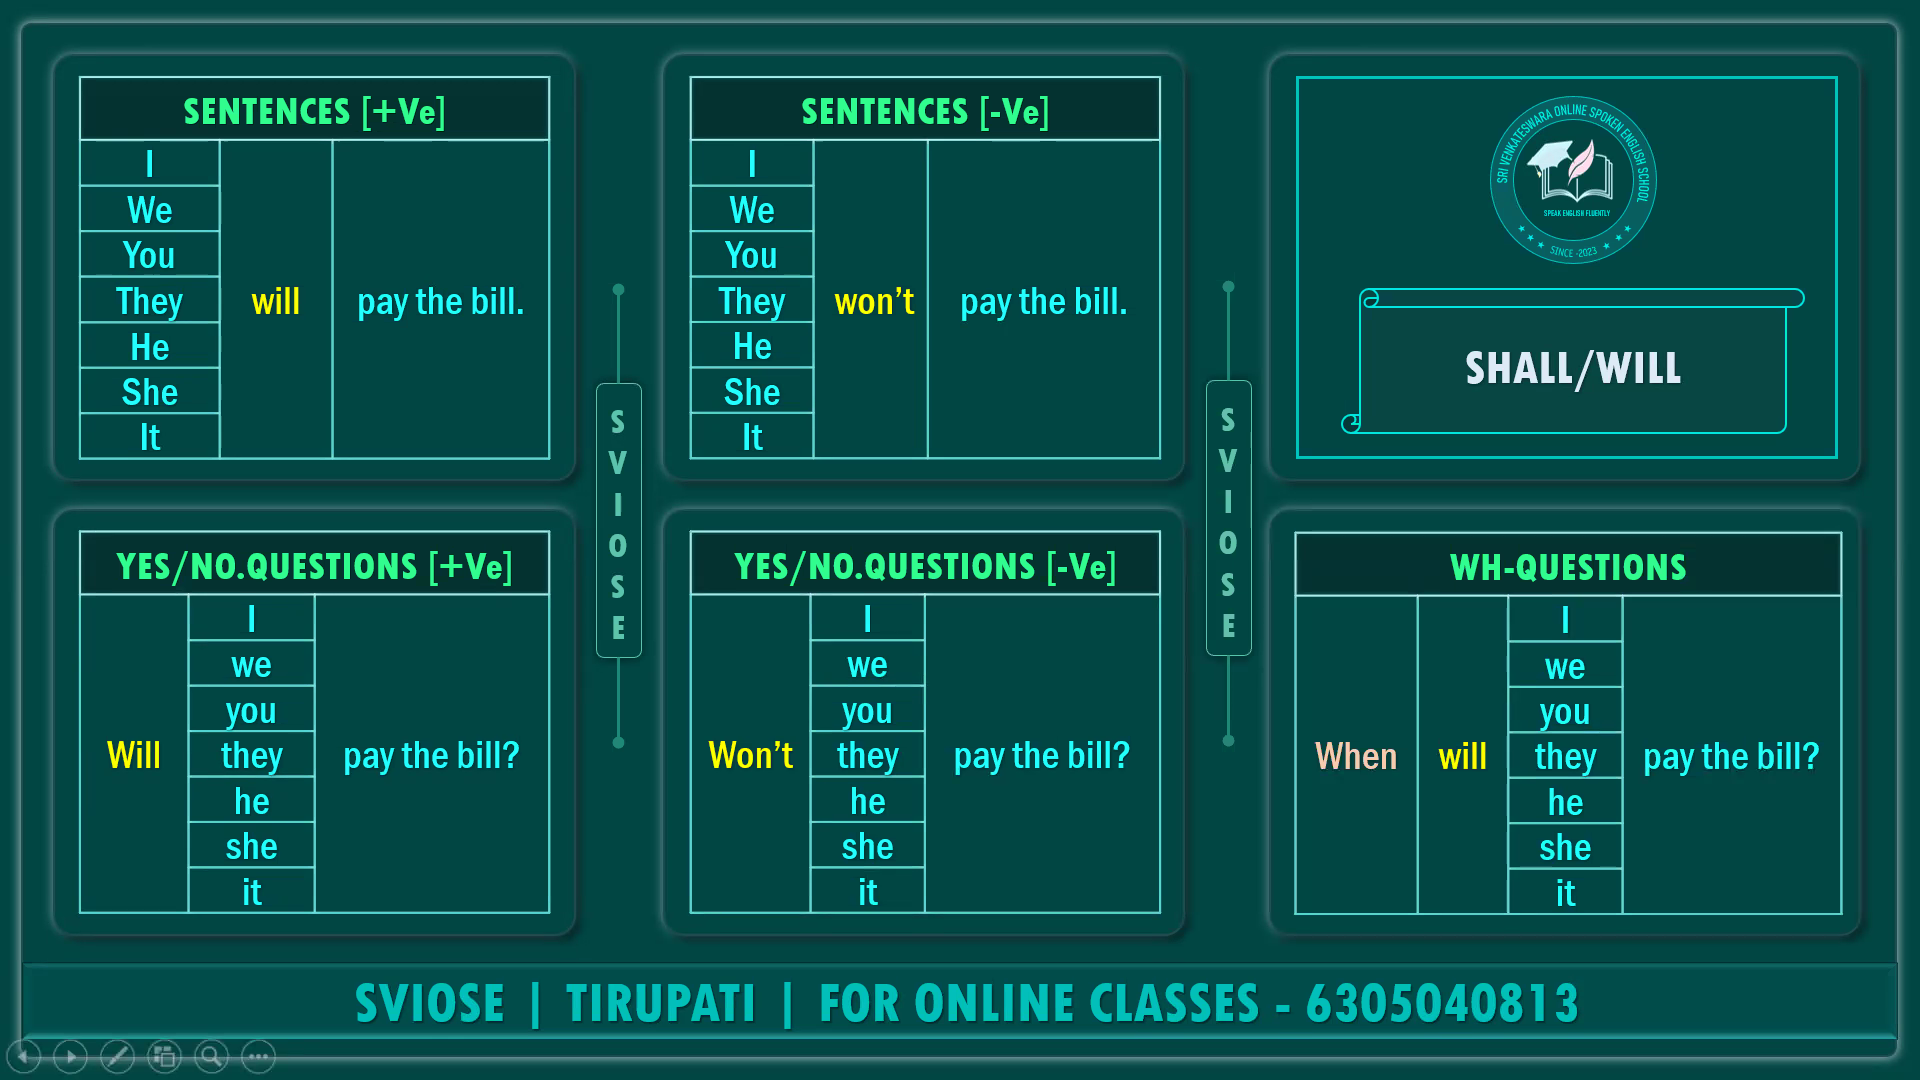 SENTENCES [+Ve]
I
We
You
They
He
She
It
will
pay the bill.
SENTENCES [-Ve]
I
We
You
They
He
She
It
won't
pay the bill.
SRI VENKATESWARA ONLINE SPOKEN ENGLISH SCHOOL
SPEAK ENGLISH FLUENTLY
SINCE -2023
SHALL/WILL
SVIOSE
SVIOSE
YES/NO.QUESTIONS [+Ve]
Will
I
we
you
they
he
she
it
pay the bill?
YES/NO.QUESTIONS [-Ve]
Won't
I
we
you
they
he
she
it
pay the bill?
WH-QUESTIONS
When
will
I
we
you
they
he
she
it
pay the bill?
SVIOSE | TIRUPATI | FOR ONLINE CLASSES - 6305040813